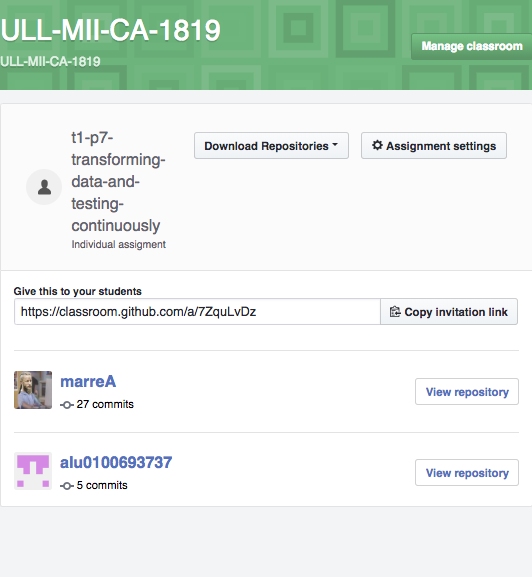 ULL-MII-CA-1819
Manage classroom
ULL-MII-CA-1819
t1-p7-
transforming-
data-and-
testing-
continuously
Individual assigment
Download Repositories
Assignment settings
Give this to your students
https://classroom.github.com/a/7ZquLvDz
Copy invitation link
marreA
27 commits
View repository
alu0100693737
5 commits
View repository